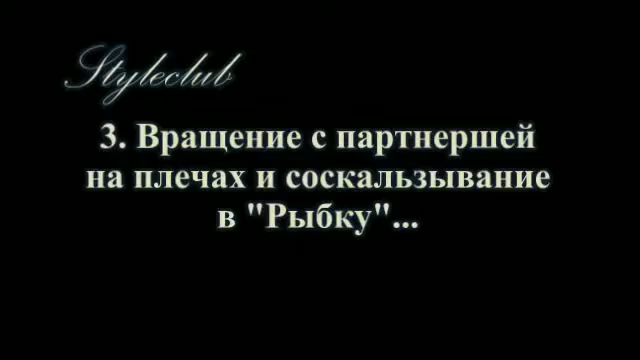 Styleclub
3. Вращение с партнершей
на плечах и соскальзывание
в "Рыбку"...